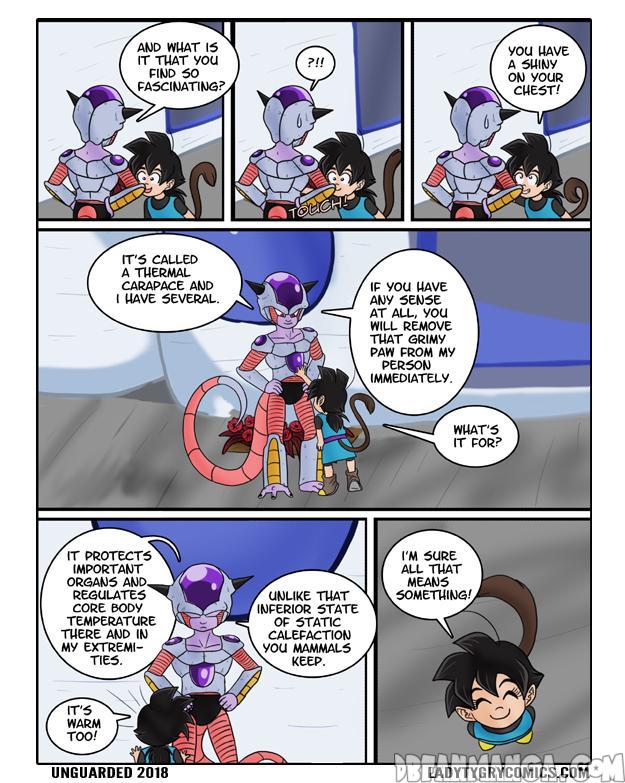 AND WHAT IS
IT THAT YOU
FIND SO
FASCINATING?
?!!
TOUCH!
YOU HAVE
A SHINY
ON YOUR
CHEST!
IT'S CALLED
A THERMAL
CARAPACE AND
I HAVE SEVERAL.
IF YOU HAVE
ANY SENSE
AT ALL, YOU
WILL REMOVE
THAT GRIMY
PAW FROM MY
PERSON
IMMEDIATELY.
WHAT'S
IT FOR?
IT PROTECTS
IMPORTANT
ORGANS AND
REGULATES
CORE BODY
TEMPERATURE
THERE AND IN
MY EXTREMI-
TIES.
UNLIKE THAT
INFERIOR STATE
OF STATIC
CALEFACTION
YOU MAMMALS
KEEP.
IT'S
WARM
TOO!
I'M SURE
ALL THAT
MEANS
SOMETHING!
UNGUARDED 2018
LADYTYGRYCOMICS.COM
DBFANMANGA.COM